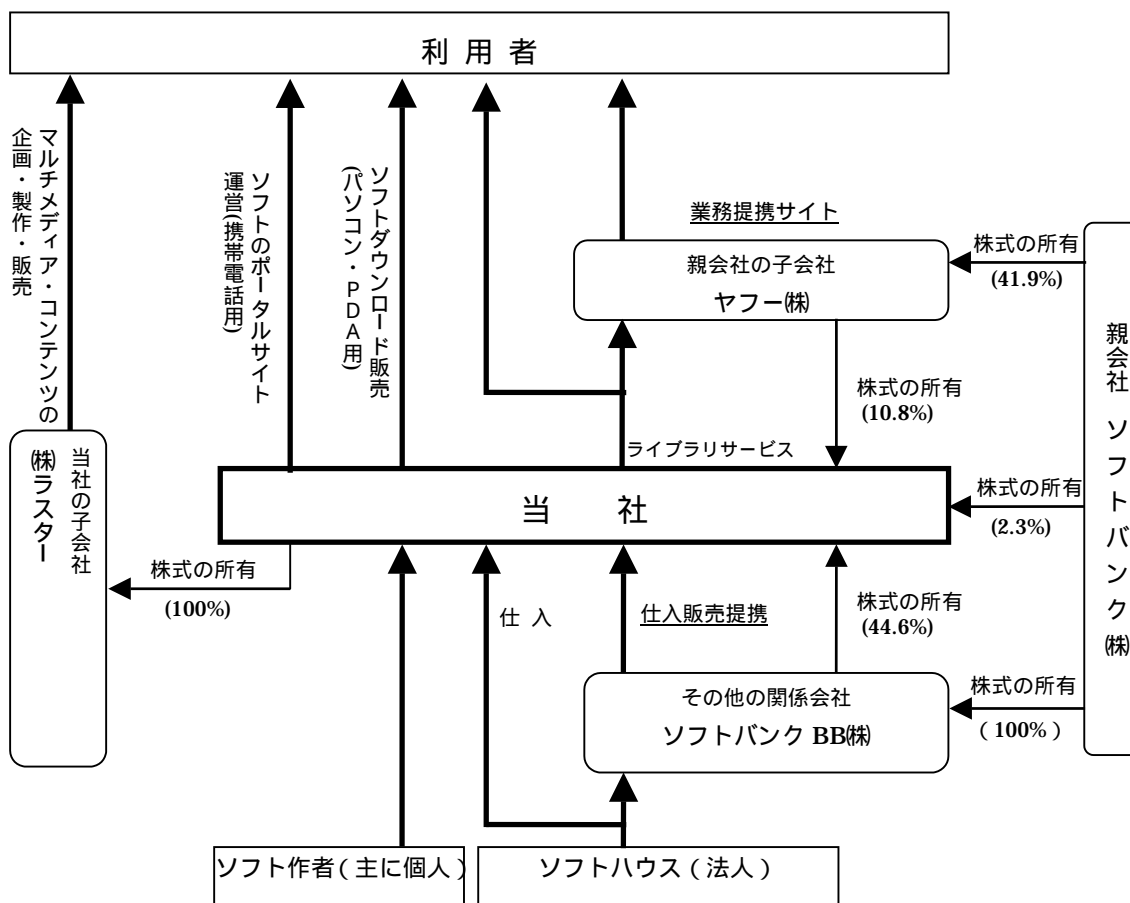 利 用 者
マルチメディア・コンテンツの
企画・製作・販売
ソフトのポータルサイト
運営(携帯電話用)
ソフトダウンロード販売
(パソコン・PDA用)
業務提携サイト
親会社の子会社
ヤフー㈱
株式の所有
(41.9%)
株式の所有
(10.8%)
親会社 ソフトバンク㈱
ライブラリサービス
当社の子会社
㈱ラスター
当 社
株式の所有
(2.3%)
株式の所有
(100%)
仕 入
仕入販売提携
株式の所有
(44.6%)
その他の関係会社
ソフトバンク BB㈱
株式の所有
( 100% )
ソフト作者(主に個人)
ソフトハウス(法人)